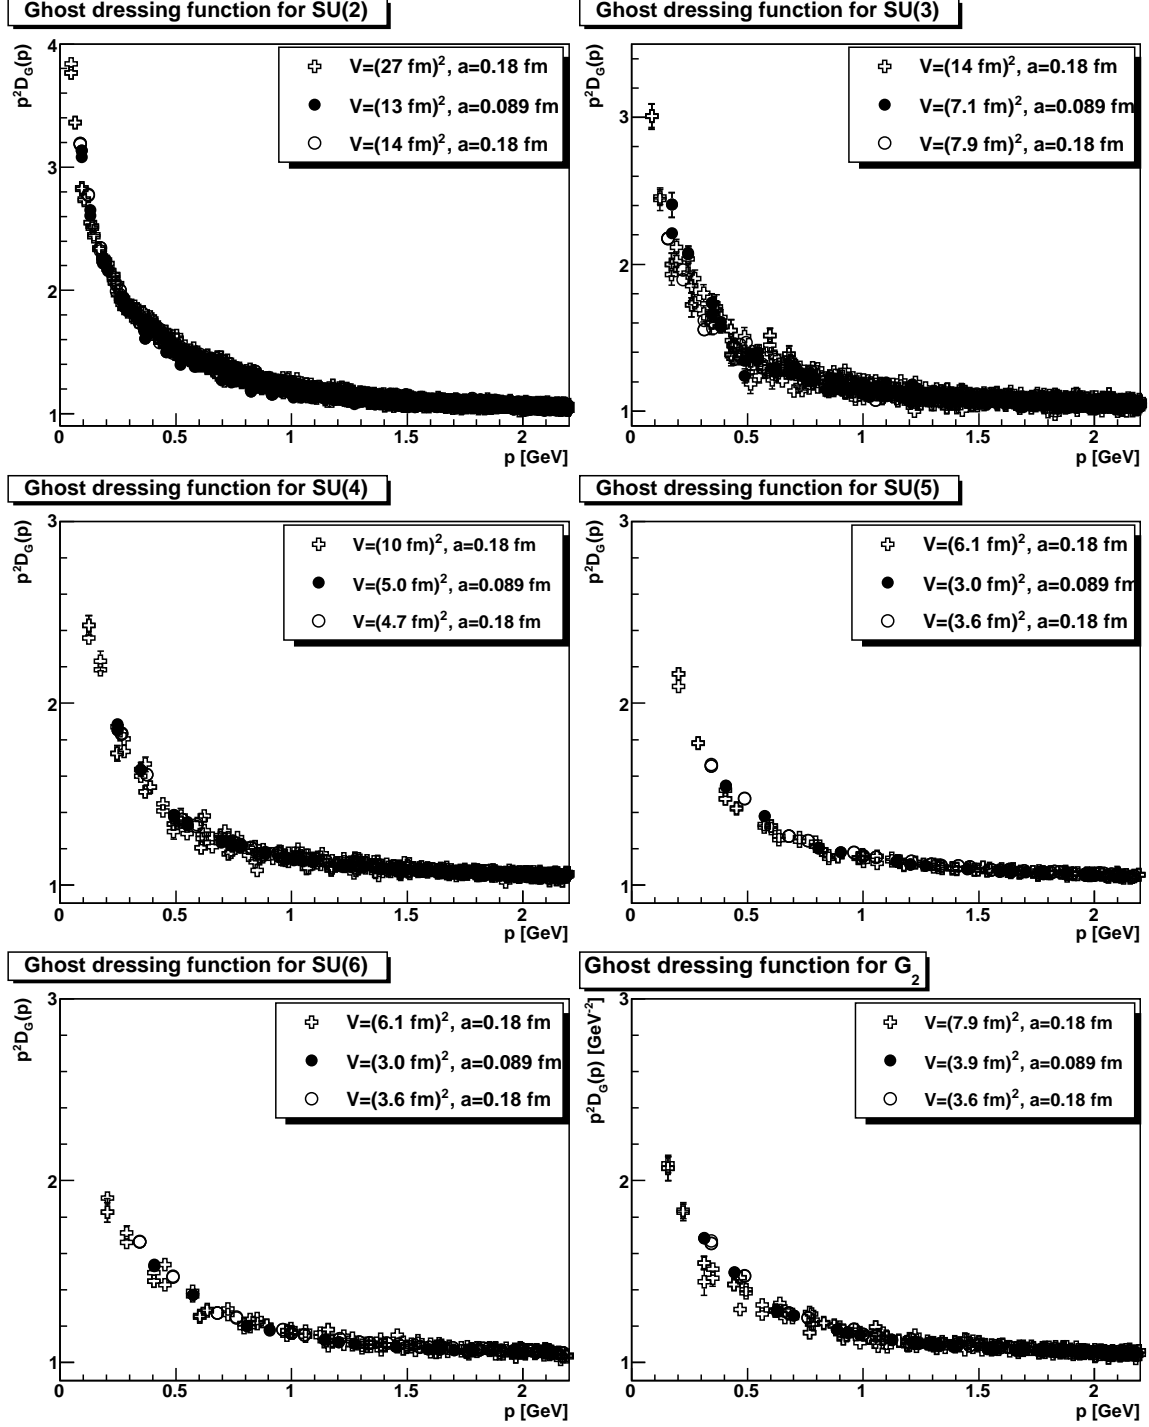 Ghost dressing function for SU(2)
p²D_G(p)
4
3
2
1
V=(27 fm)², a=0.18 fm
V=(13 fm)², a=0.089 fm
V=(14 fm)², a=0.18 fm
0 0.5 1 1.5 2
p [GeV]
Ghost dressing function for SU(3)
p²D_G(p)
3
2
1
V=(14 fm)², a=0.18 fm
V=(7.1 fm)², a=0.089 fm
V=(7.9 fm)², a=0.18 fm
0 0.5 1 1.5 2
p [GeV]
Ghost dressing function for SU(4)
p²D_G(p)
3
2
1
V=(10 fm)², a=0.18 fm
V=(5.0 fm)², a=0.089 fm
V=(4.7 fm)², a=0.18 fm
0 0.5 1 1.5 2
p [GeV]
Ghost dressing function for SU(5)
p²D_G(p)
3
2
1
V=(6.1 fm)², a=0.18 fm
V=(3.0 fm)², a=0.089 fm
V=(3.6 fm)², a=0.18 fm
0 0.5 1 1.5 2
p [GeV]
Ghost dressing function for SU(6)
p²D_G(p)
3
2
1
V=(6.1 fm)², a=0.18 fm
V=(3.0 fm)², a=0.089 fm
V=(3.6 fm)², a=0.18 fm
0 0.5 1 1.5 2
p [GeV]
Ghost dressing function for G₂
p²D_G(p) [GeV⁻²]
3
2
1
V=(7.9 fm)², a=0.18 fm
V=(3.9 fm)², a=0.089 fm
V=(3.6 fm)², a=0.18 fm
0 0.5 1 1.5 2
p [GeV]